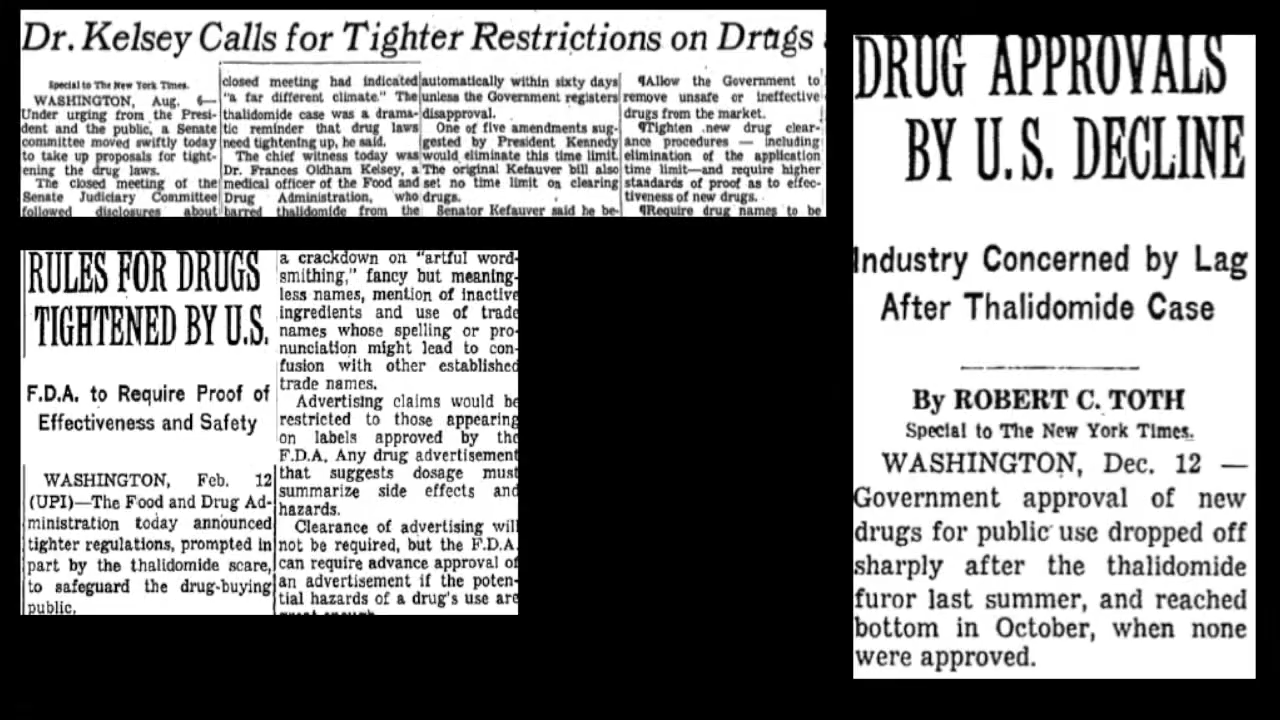 Dr. Kelsey Calls for Tighter Restrictions on Drugs
Special to The New York Times.
WASHINGTON, Aug.
Under urging from the Presi-
dent and the public, a Senate
committee moved swiftly today
to take up proposals for tight-
ening the drug laws.
The closed meeting of the
Senate Judiciary Committee
followed disclosures about
closed meeting had indicated
"a far different climate." The
thalidomide case was a drama-
tic reminder that drug laws
need tightening up, he said.
The chief witness today was
Dr. Frances Oldham Kelsey, a
medical officer of the Food and
Drug Administration, who
barred thalidomide from the
automatically within sixty days
unless the Government registers
disapproval.
One of five amendments sug-
gested by President Kennedy
would eliminate this time limit.
The original Kefauver bill also
set no time limit on clearing
drugs.
Senator Kefauver said he be-
¶Allow the Government to
remove unsafe or ineffective
drugs from the market.
¶Tighten new drug clear-
ance procedures — including
elimination of the application
time limit—and require higher
standards of proof as to effec-
tiveness of new drugs.
¶Require drug names to be
RULES FOR DRUGS
TIGHTENED BY U.S.
F.D.A. to Require Proof of
Effectiveness and Safety
WASHINGTON, Feb. 12
(UPI)—The Food and Drug Ad-
ministration today announced
tighter regulations, prompted in
part by the thalidomide scare,
to safeguard the drug-buying
public.
a crackdown on "artful word-
smithing," fancy but meaning-
less names, mention of inactive
ingredients and use of trade
names whose spelling or pro-
nunciation might lead to con-
fusion with other established
trade names.
Advertising claims would be
restricted to those appearing
on labels approved by the
F.D.A. Any drug advertisement
that suggests dosage must
summarize side effects and
hazards.
Clearance of advertising will
not be required, but the F.D.A.
can require advance approval of
an advertisement if the poten-
tial hazards of a drug's use are
DRUG APPROVALS
BY U.S. DECLINE
Industry Concerned by Lag
After Thalidomide Case
By ROBERT C. TOTH
Special to The New York Times.
WASHINGTON, Dec. 12 —
Government approval of new
drugs for public use dropped off
sharply after the thalidomide
furor last summer, and reached
bottom in October, when none
were approved.